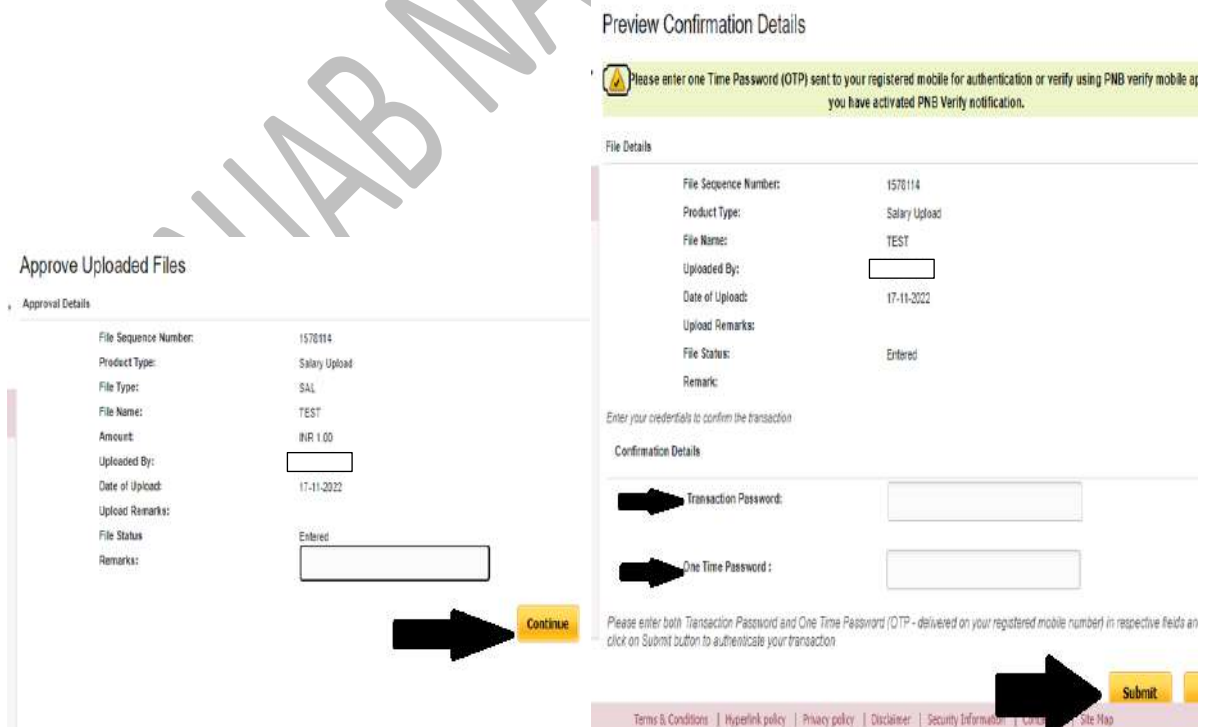 Approve Uploaded Files
Approval Details
File Sequence Number: 1578114
Product Type: Salary Upload
File Type: SAL
File Name: TEST
Amount: INR 1.00
Uploaded By:
Date of Upload: 17-11-2022
Upload Remarks:
File Status Entered
Remarks:
Continue
Preview Confirmation Details
Please enter one Time Password (OTP) sent to your registered mobile for authentication or verify using PNB verify mobile
you have activated PNB Verify notification.
File Details
File Sequence Number: 1578114
Product Type: Salary Upload
File Name: TEST
Uploaded By:
Date of Upload: 17-11-2022
Upload Remarks:
File Status: Entered
Remark:
Enter your credentials to confirm the transaction
Confirmation Details
Transaction Password:
One Time Password :
Please enter both Transaction Password and One Time Password (OTP - delivered on your registered mobile number) in respective fields
click on Submit button to authenticate your transaction
Submit
Terms & Conditions | Hyperlink policy | Privacy policy | Disclaimer | Security Information | Site Map